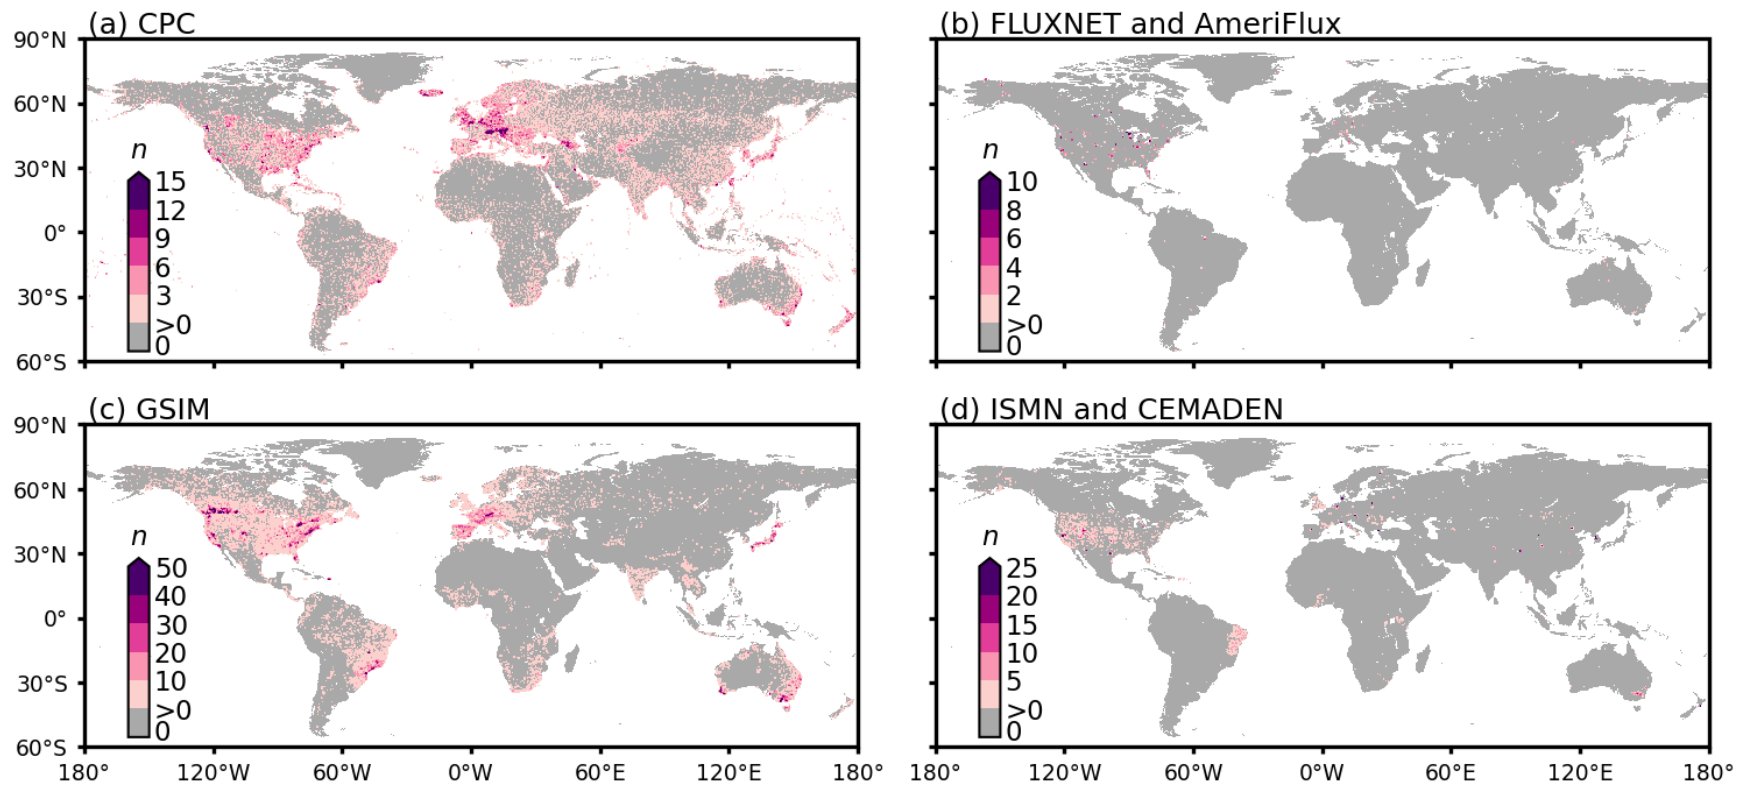 (a) CPC
90°N
60°N
30°N
0°
30°S
60°S
n
15
12
9
6
3
>0
0
(b) FLUXNET and AmeriFlux
n
10
8
6
4
2
>0
0
(c) GSIM
90°N
60°N
30°N
0°
30°S
60°S
n
50
40
30
20
10
>0
0
180° 120°W 60°W 0°W 60°E 120°E 180°
(d) ISMN and CEMADEN
n
25
20
15
10
5
>0
0
180° 120°W 60°W 0°W 60°E 120°E 180°